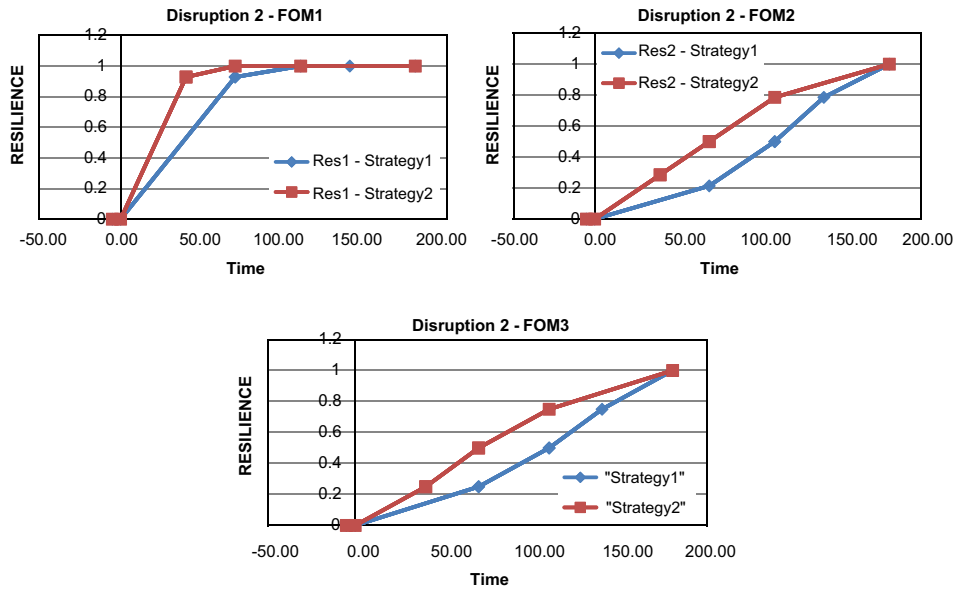 Disruption 2 - FOM1
1.2
1
0.8
0.6
0.4
0.2
0
RESILIENCE
Res1 - Strategy1
Res1 - Strategy2
-50.00 0.00 50.00 100.00 150.00 200.00
Time
Disruption 2 - FOM2
1.2
1
0.8
0.6
0.4
0.2
0
RESILIENCE
Res2 - Strategy1
Res2 - Strategy2
-50.00 0.00 50.00 100.00 150.00 200.00
Time
Disruption 2 - FOM3
1.2
1
0.8
0.6
0.4
0.2
0
RESILIENCE
"Strategy1"
"Strategy2"
-50.00 0.00 50.00 100.00 150.00 200.00
Time